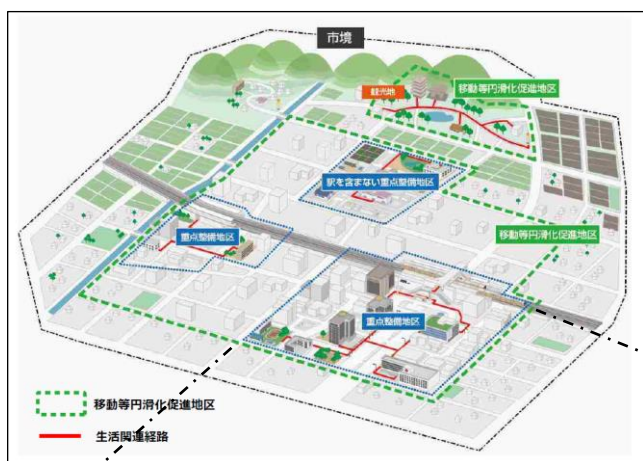 市境
観光地
移動等円滑化促進地区
駅を含まない重点整備地区
重点整備地区
移動等円滑化促進地区
重点整備地区
移動等円滑化促進地区
生活関連経路